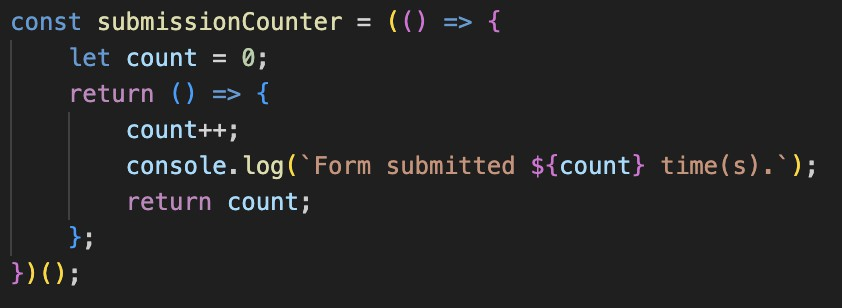 const submissionCounter = (() => {
    let count = 0;
    return () => {
        count++;
        console.log(`Form submitted ${count} time(s).`);
        return count;
    };
})();